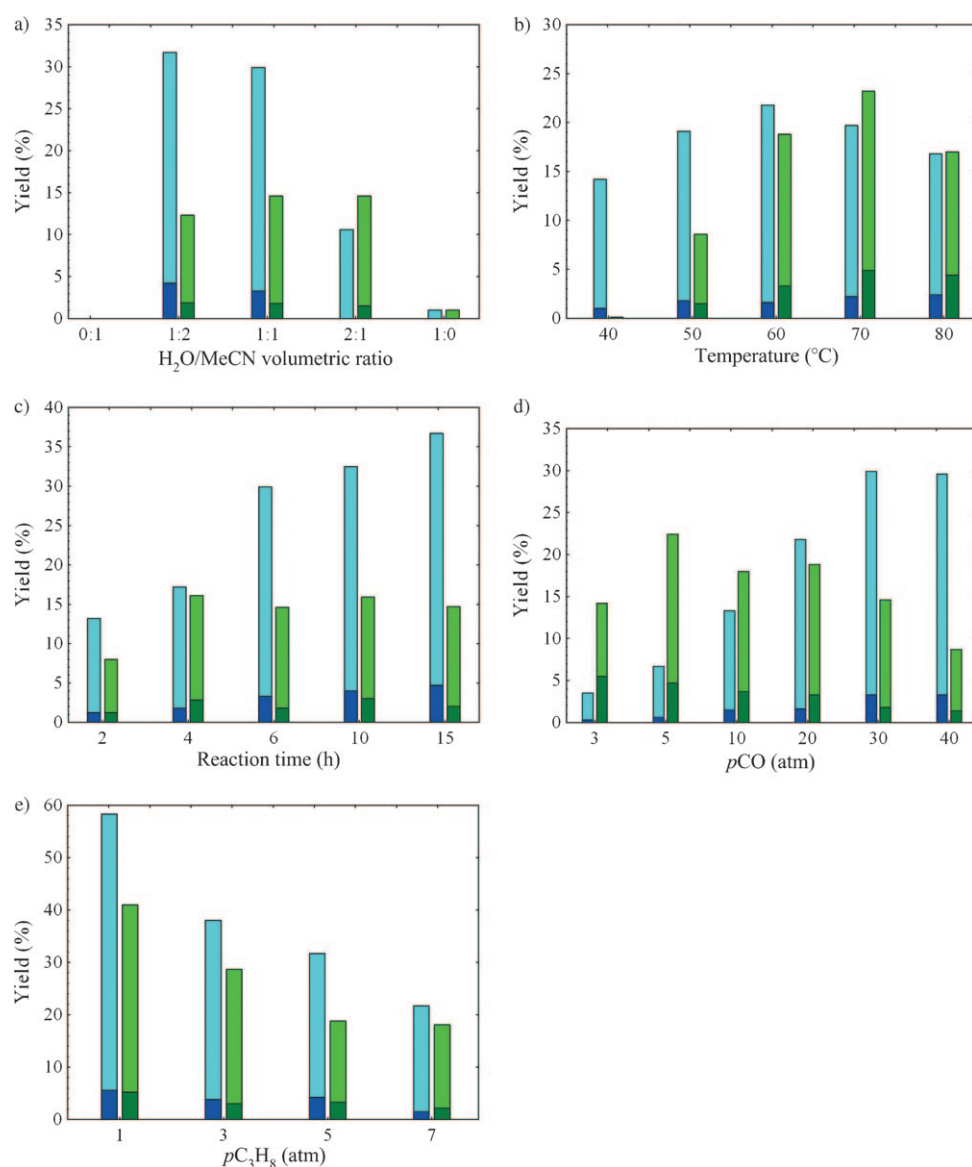 a)
35
30
25
20
15
10
5
0
Yield (%)
0:1 1:2 1:1 2:1 1:0
H₂O/MeCN volumetric ratio
b)
30
25
20
15
10
5
0
Yield (%)
40 50 60 70 80
Temperature (°C)
c)
40
35
30
25
20
15
10
5
0
Yield (%)
2 4 6 10 15
Reaction time (h)
d)
35
30
25
20
15
10
5
0
Yield (%)
3 5 10 20 30 40
pCO (atm)
e)
60
50
40
30
20
10
0
Yield (%)
1 3 5 7
pC₃H₈ (atm)